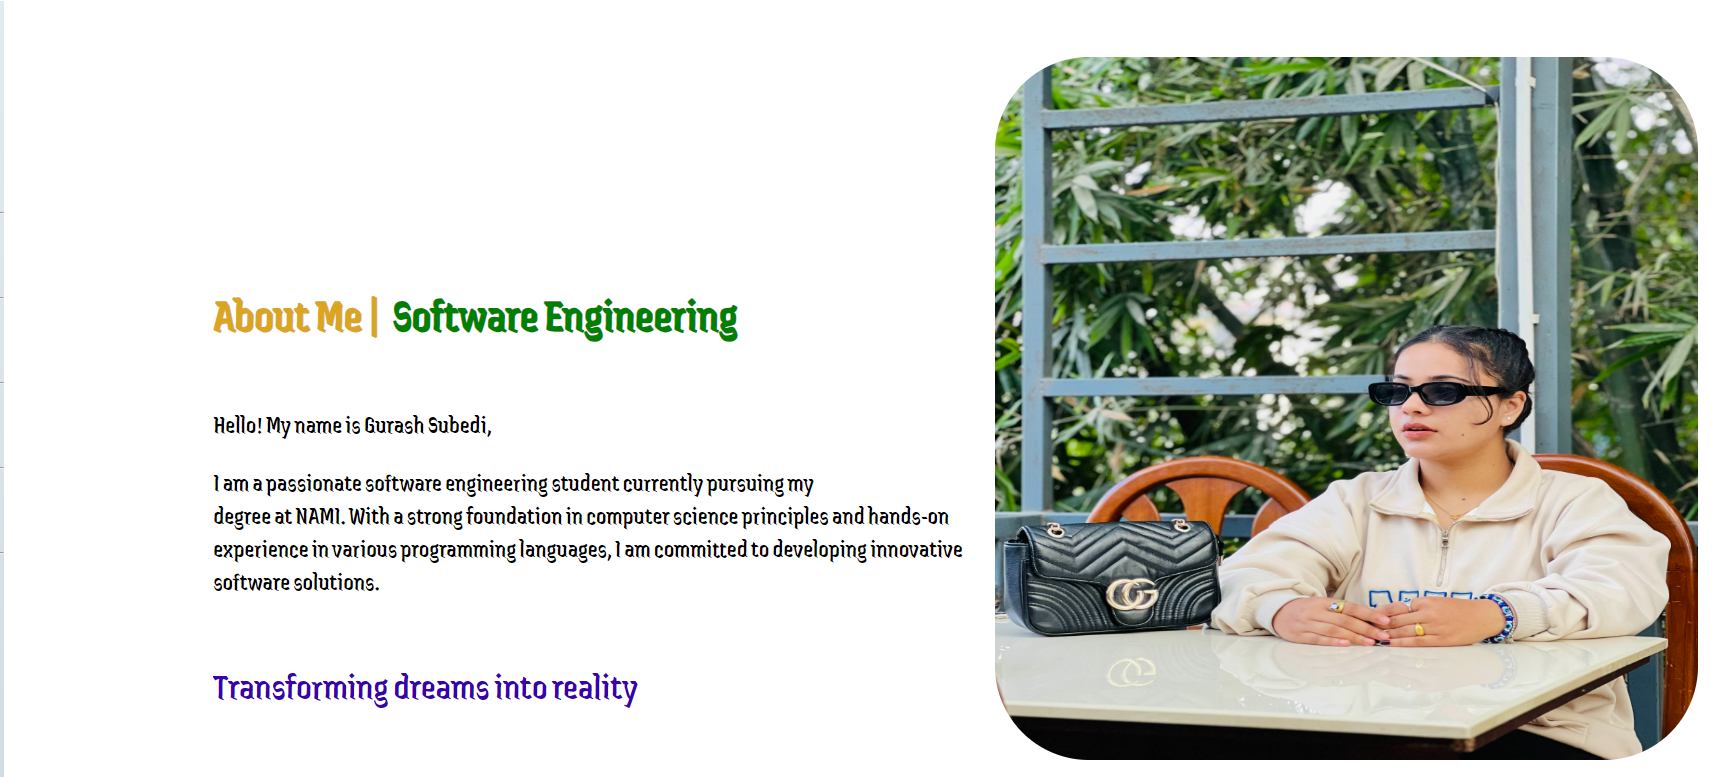 About Me | Software Engineering
Hello! My name is Gurash Subedi,
I am a passionate software engineering student currently pursuing my
degree at NAMI. With a strong foundation in computer science principles and hands-on
experience in various programming languages, I am committed to developing innovative
software solutions.
Transforming dreams into reality